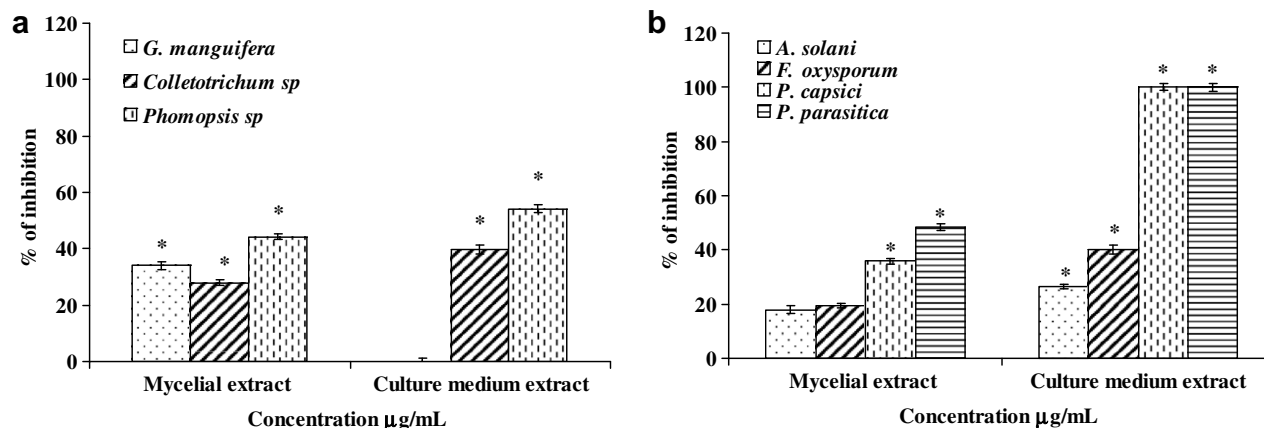 a
120
100
80
60
40
20
0
% of inhibition
G. manguifera
Colletotrichum sp
Phomopsis sp
* * * * *
Mycelial extract Culture medium extract
Concentration µg/mL
b
120
100
80
60
40
20
0
% of inhibition
A. solani
F. oxysporum
P. capsici
P. parasitica
* * * * * *
Mycelial extract Culture medium extract
Concentration µg/mL